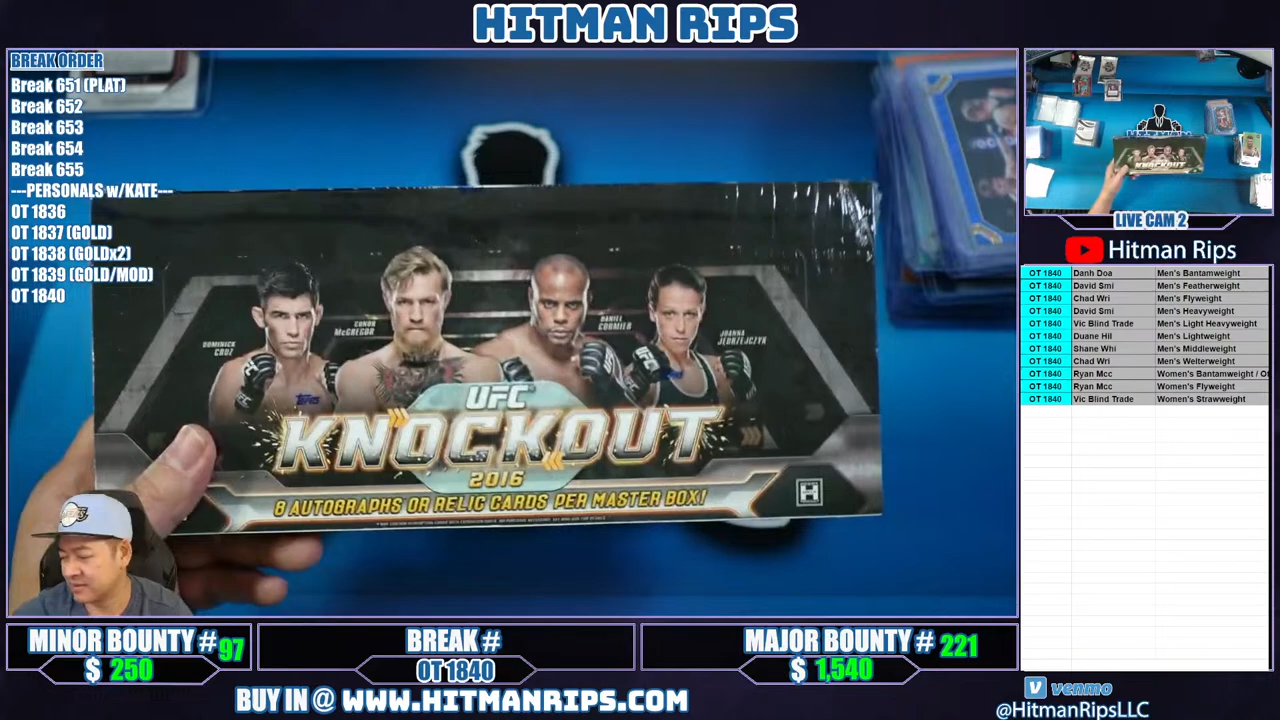 HITMAN RIPS
BREAK ORDER
Break 651 (PLAT)
Break 652
Break 653
Break 654
Break 655
---PERSONALS w/KATE---
OT 1836
OT 1837 (GOLD)
OT 1838 (GOLDx2)
OT 1839 (GOLD/MOD)
OT 1840
DOMINICK
CRUZ
CONOR
McGREGOR
DANIEL
CORMIER
JOANNA
JEDRZEJCZYK
TOPPS
UFC
KNOCKOUT
2016
8 AUTOGRAPHS OR RELIC CARDS PER MASTER BOX!
H
LIVE CAM 2
Hitman Rips
OT 1840 Danh Doa Men's Bantamweight
OT 1840 David Smi Men's Featherweight
OT 1840 Chad Wri Men's Flyweight
OT 1840 David Smi Men's Heavyweight
OT 1840 Vic Blind Trade Men's Light Heavyweight
OT 1840 Duane Hil Men's Lightweight
OT 1840 Shane Whi Men's Middleweight
OT 1840 Chad Wri Men's Welterweight
OT 1840 Ryan Mcc Women's Bantamweight / Ot
OT 1840 Ryan Mcc Women's Flyweight
OT 1840 Vic Blind Trade Women's Strawweight
MINOR BOUNTY # 97
$ 250
BREAK #
OT 1840
MAJOR BOUNTY # 221
$ 1,540
BUY IN @ WWW.HITMANRIPS.COM
venmo
@HitmanRipsLLC